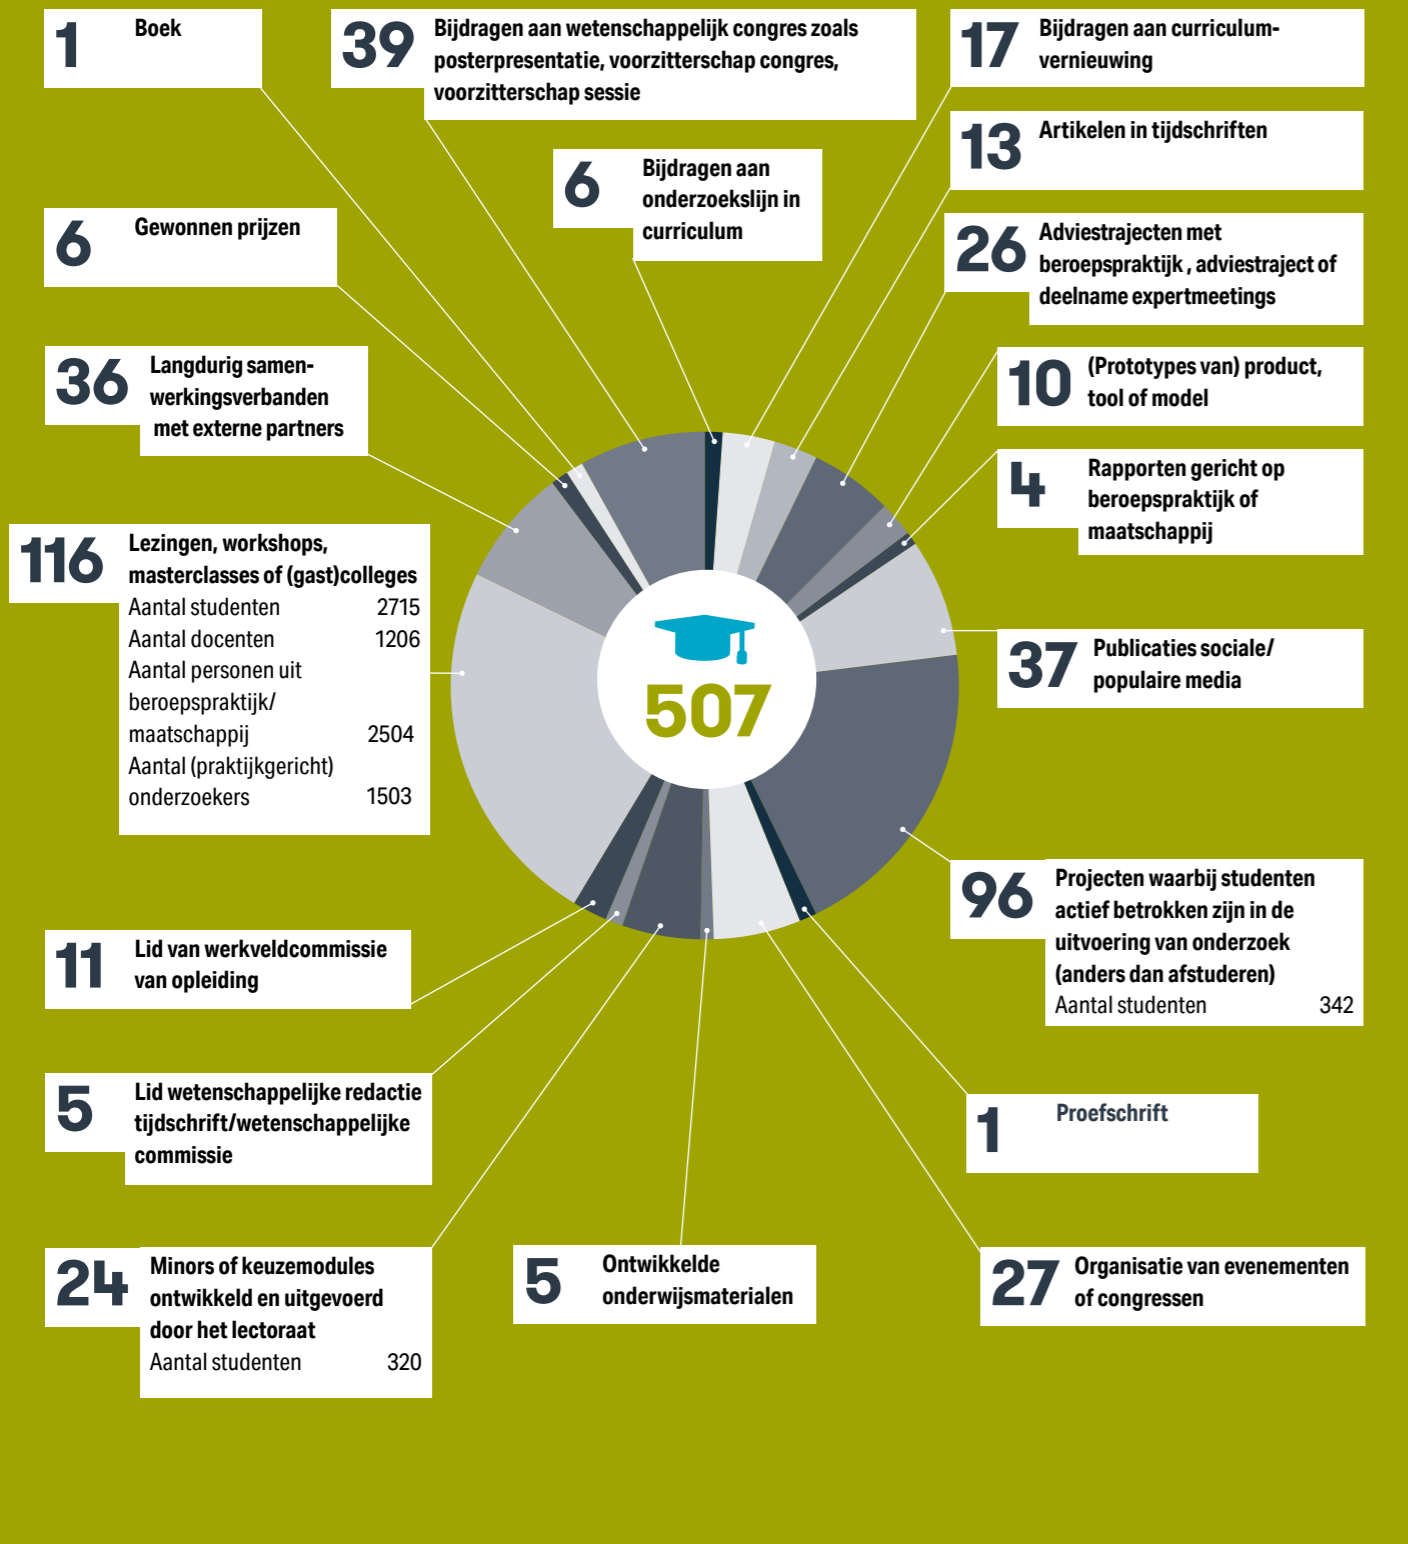 1
Boek
39
Bijdragen aan wetenschappelijk congres zoals
posterpresentatie, voorzitterschap congres,
voorzitterschap sessie
17
Bijdragen aan curriculum-
vernieuwing
13
Artikelen in tijdschriften
6
Bijdragen aan
onderzoekslijn in
curriculum
6
Gewonnen prijzen
26
Adviestrajecten met
beroepspraktijk , adviestraject of
deelname expertmeetings
36
Langdurig samen-
werkingsverbanden
met externe partners
10
(Prototypes van) product,
tool of model
4
Rapporten gericht op
beroepspraktijk of
maatschappij
116
Lezingen, workshops,
masterclasses of (gast)colleges
Aantal studenten 2715
Aantal docenten 1206
Aantal personen uit
beroepspraktijk/
maatschappij 2504
Aantal (praktijkgericht)
onderzoekers 1503
507
37
Publicaties sociale/
populaire media
96
Projecten waarbij studenten
actief betrokken zijn in de
uitvoering van onderzoek
(anders dan afstuderen)
Aantal studenten 342
11
Lid van werkveldcommissie
van opleiding
5
Lid wetenschappelijke redactie
tijdschrift/wetenschappelijke
commissie
1
Proefschrift
24
Minors of keuzemodules
ontwikkeld en uitgevoerd
door het lectoraat
Aantal studenten 320
5
Ontwikkelde
onderwijsmaterialen
27
Organisatie van evenementen
of congressen